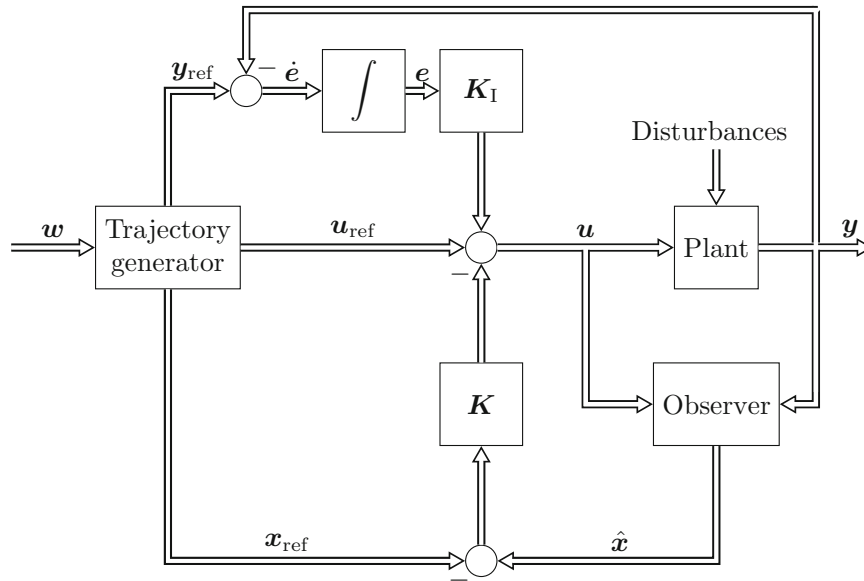 y_ref
−
ė
∫
e
K_I
Disturbances
w
Trajectory
generator
u_ref
−
u
Plant
y
K
Observer
x_ref
−
x̂